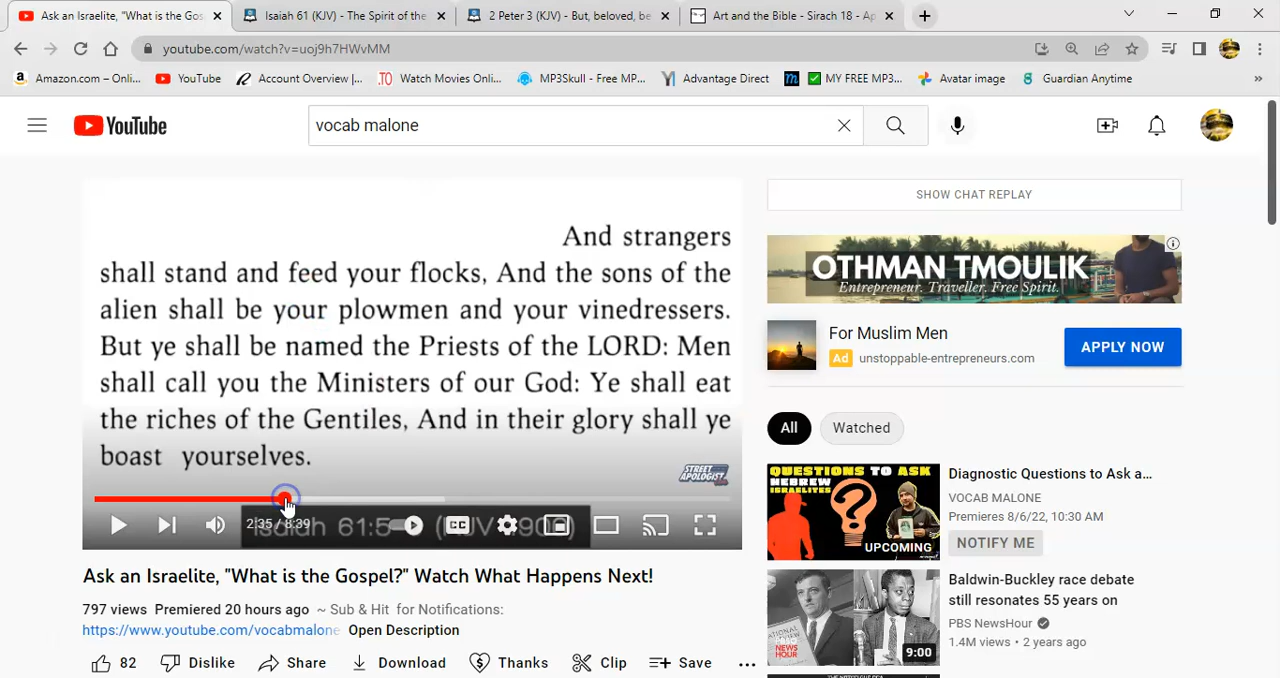 Ask an Israelite, "What is the Gos
Isaiah 61 (KJV) - The Spirit of the
2 Peter 3 (KJV) - But, beloved, be
Art and the Bible - Sirach 18 - Ap
youtube.com/watch?v=uoj9h7HWvMM
Amazon.com – Onli...
YouTube
Account Overview |...
Watch Movies Onlin...
MP3Skull - Free MP...
Advantage Direct
MY FREE MP3...
Avatar image
Guardian Anytime
YouTube
vocab malone
And strangers
shall stand and feed your flocks, And the sons of the
alien shall be your plowmen and your vinedressers.
But ye shall be named the Priests of the LORD: Men
shall call you the Ministers of our God: Ye shall eat
the riches of the Gentiles, And in their glory shall ye
boast yourselves.
STREET
APOLOGIST
2:35 / 8:39
CC
Ask an Israelite, "What is the Gospel?" Watch What Happens Next!
797 views Premiered 20 hours ago ~ Sub & Hit for Notifications:
https://www.youtube.com/vocabmalone Open Description
82
Dislike
Share
Download
Thanks
Clip
Save
SHOW CHAT REPLAY
OTHMAN TMOULIK
Entrepreneur. Traveller. Free Spirit.
For Muslim Men
Ad unstoppable-entrepreneurs.com
APPLY NOW
All
Watched
QUESTIONS TO ASK
HEBREW
ISRAELITES
UPCOMING
Diagnostic Questions to Ask a...
VOCAB MALONE
Premieres 8/6/22, 10:30 AM
NOTIFY ME
9:00
Baldwin-Buckley race debate
still resonates 55 years on
PBS NewsHour
1.4M views • 2 years ago